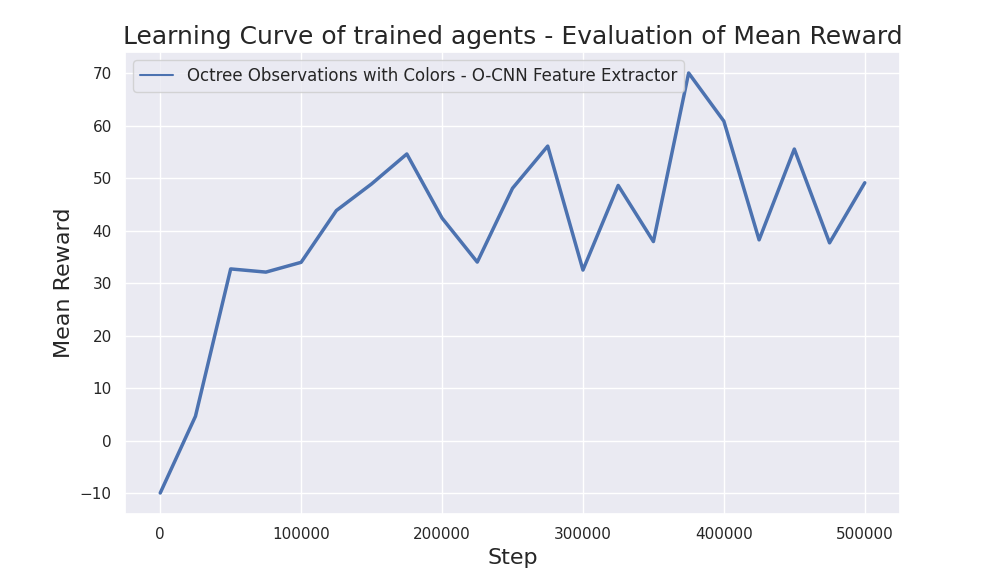 Learning Curve of trained agents - Evaluation of Mean Reward
Octree Observations with Colors - O-CNN Feature Extractor
70
60
50
40
30
20
10
0
−10
Mean Reward
0 100000 200000 300000 400000 500000
Step